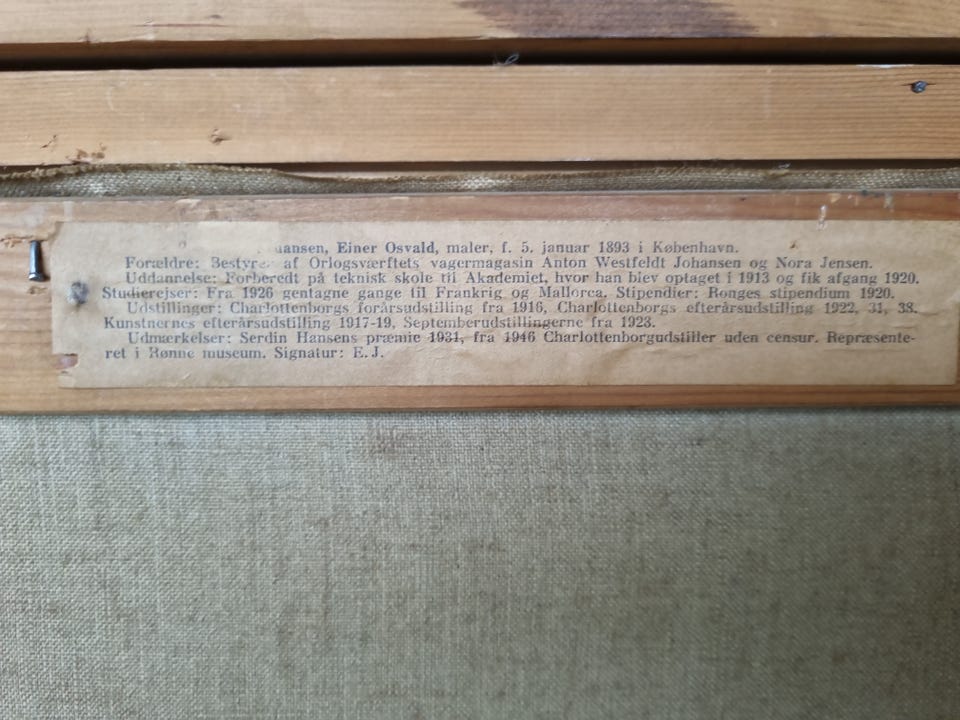 hansen, Einer Osvald, maler, f. 5. januar 1893 i København.
Forældre: Bestyre. af Orlogsværftets vagermagasin Anton Westfeldt Johansen og Nora Jensen.
Uddannelse: Forberedt på teknisk skole til Akademiet, hvor han blev optaget i 1913 og fik afgang 1920.
Studierejser: Fra 1926 gentagne gange til Frankrig og Mallorca. Stipendier: Ronges stipendium 1920.
Udstillinger: Charlottenborgs forårsudstilling fra 1916, Charlottenborgs efterårsudstilling 1922, 31, 38.
Kunstnernes efterårsudstilling 1917-19, Septemberudstillingerne fra 1923.
Udmærkelser: Serdin Hansens præmie 1931, fra 1946 Charlottenborgudstiller uden censur. Repræsente-
ret i Rønne museum. Signatur: E. J.